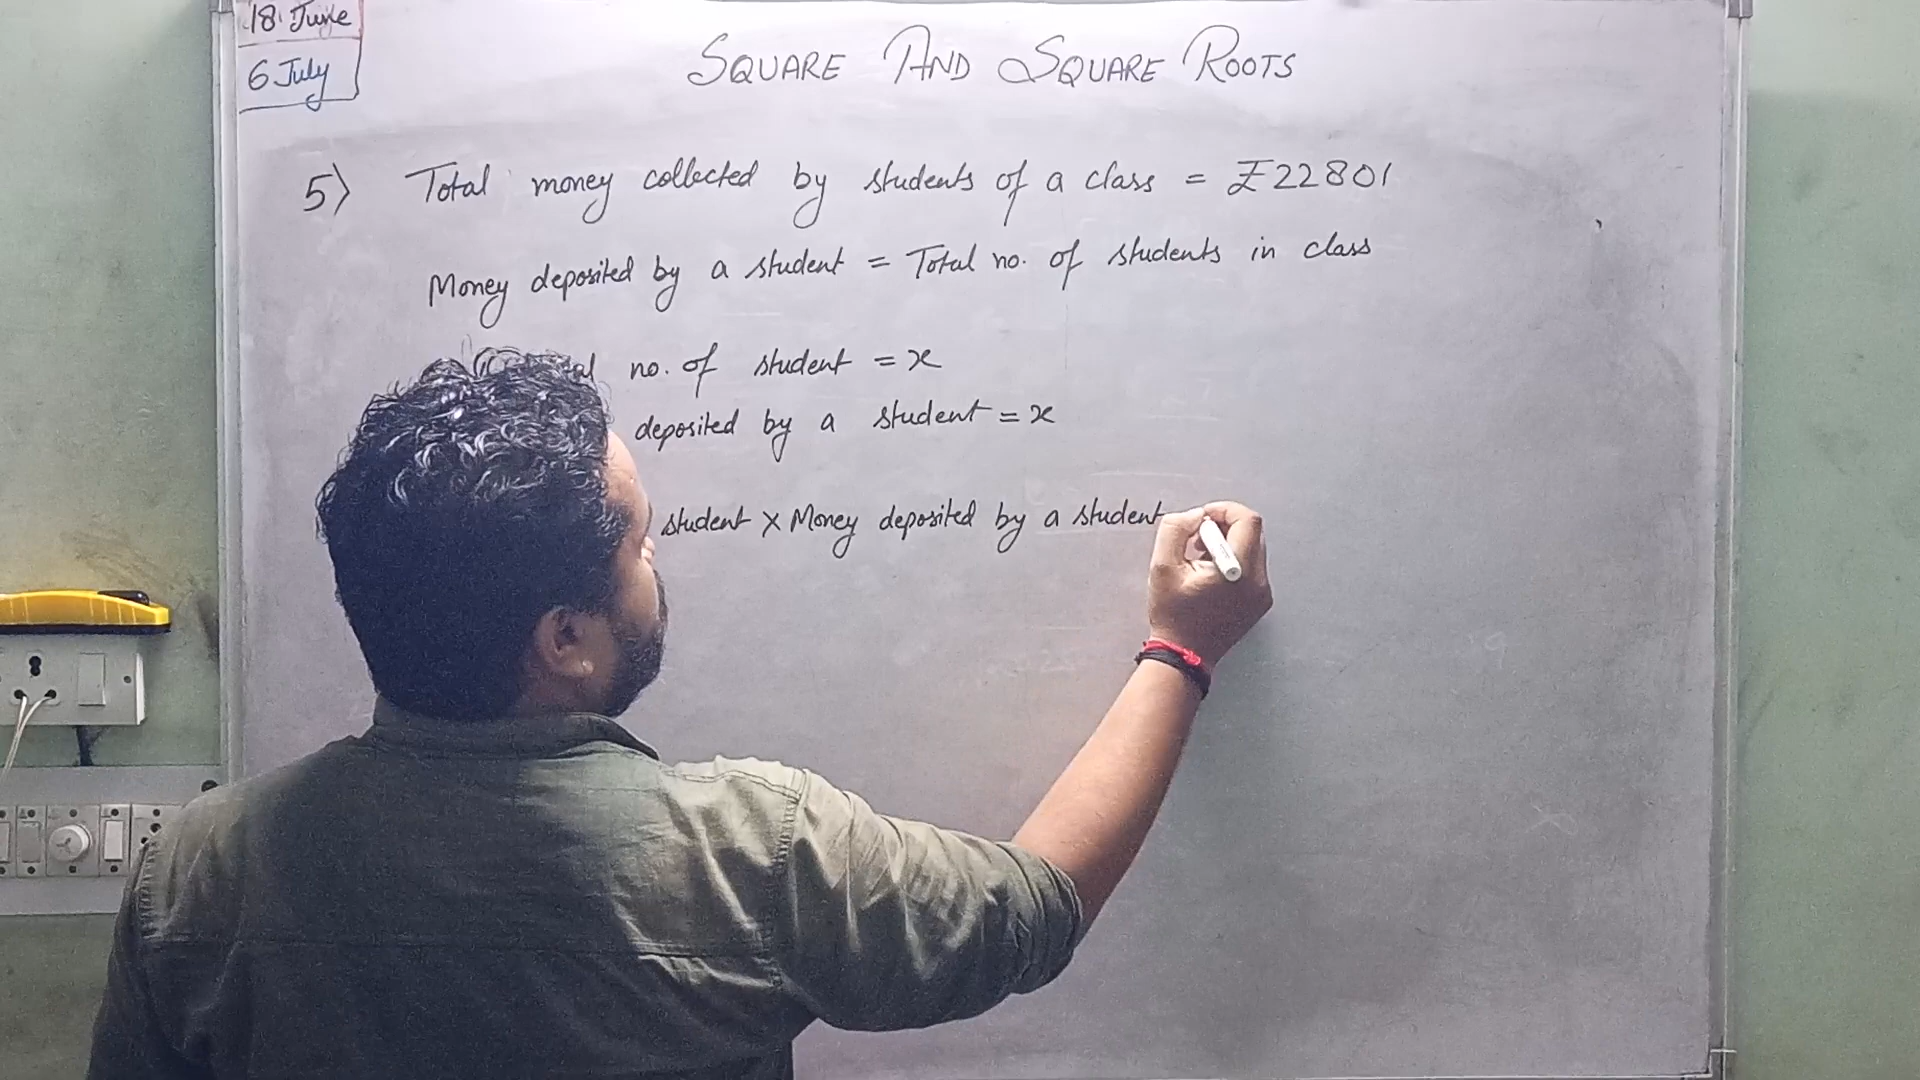 18 June
6 July
SQUARE AND SQUARE ROOTS
5) Total money collected by students of a class = ₹22801
Money deposited by a student = Total no. of students in class
no. of student = x
deposited by a student = x
student × Money deposited by a student